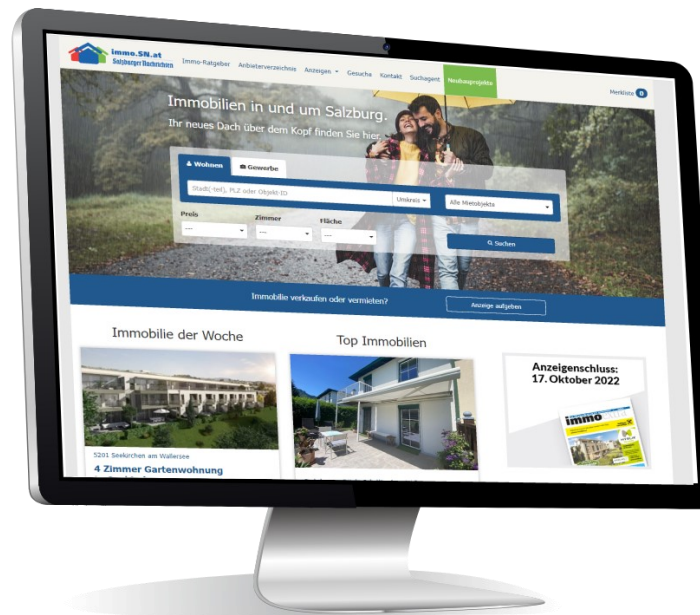 immo.SN.at
Salzburger Nachrichten
Immo-Ratgeber Anbieterverzeichnis Anzeigen Gesuche Kontakt Suchagent Neubauprojekte
Merkliste 0
Immobilien in und um Salzburg.
Ihr neues Dach über dem Kopf finden Sie hier.
Wohnen Gewerbe
Stadt(-teil), PLZ oder Objekt-ID Umkreis Alle Mietobjekte
Preis Zimmer Fläche
--- --- ---
Suchen
Immobilie verkaufen oder vermieten? Anzeige aufgeben
Immobilie der Woche
Top Immobilien
Anzeigenschluss:
17. Oktober 2022
immo
5201 Seekirchen am Wallersee
4 Zimmer Gartenwohnung